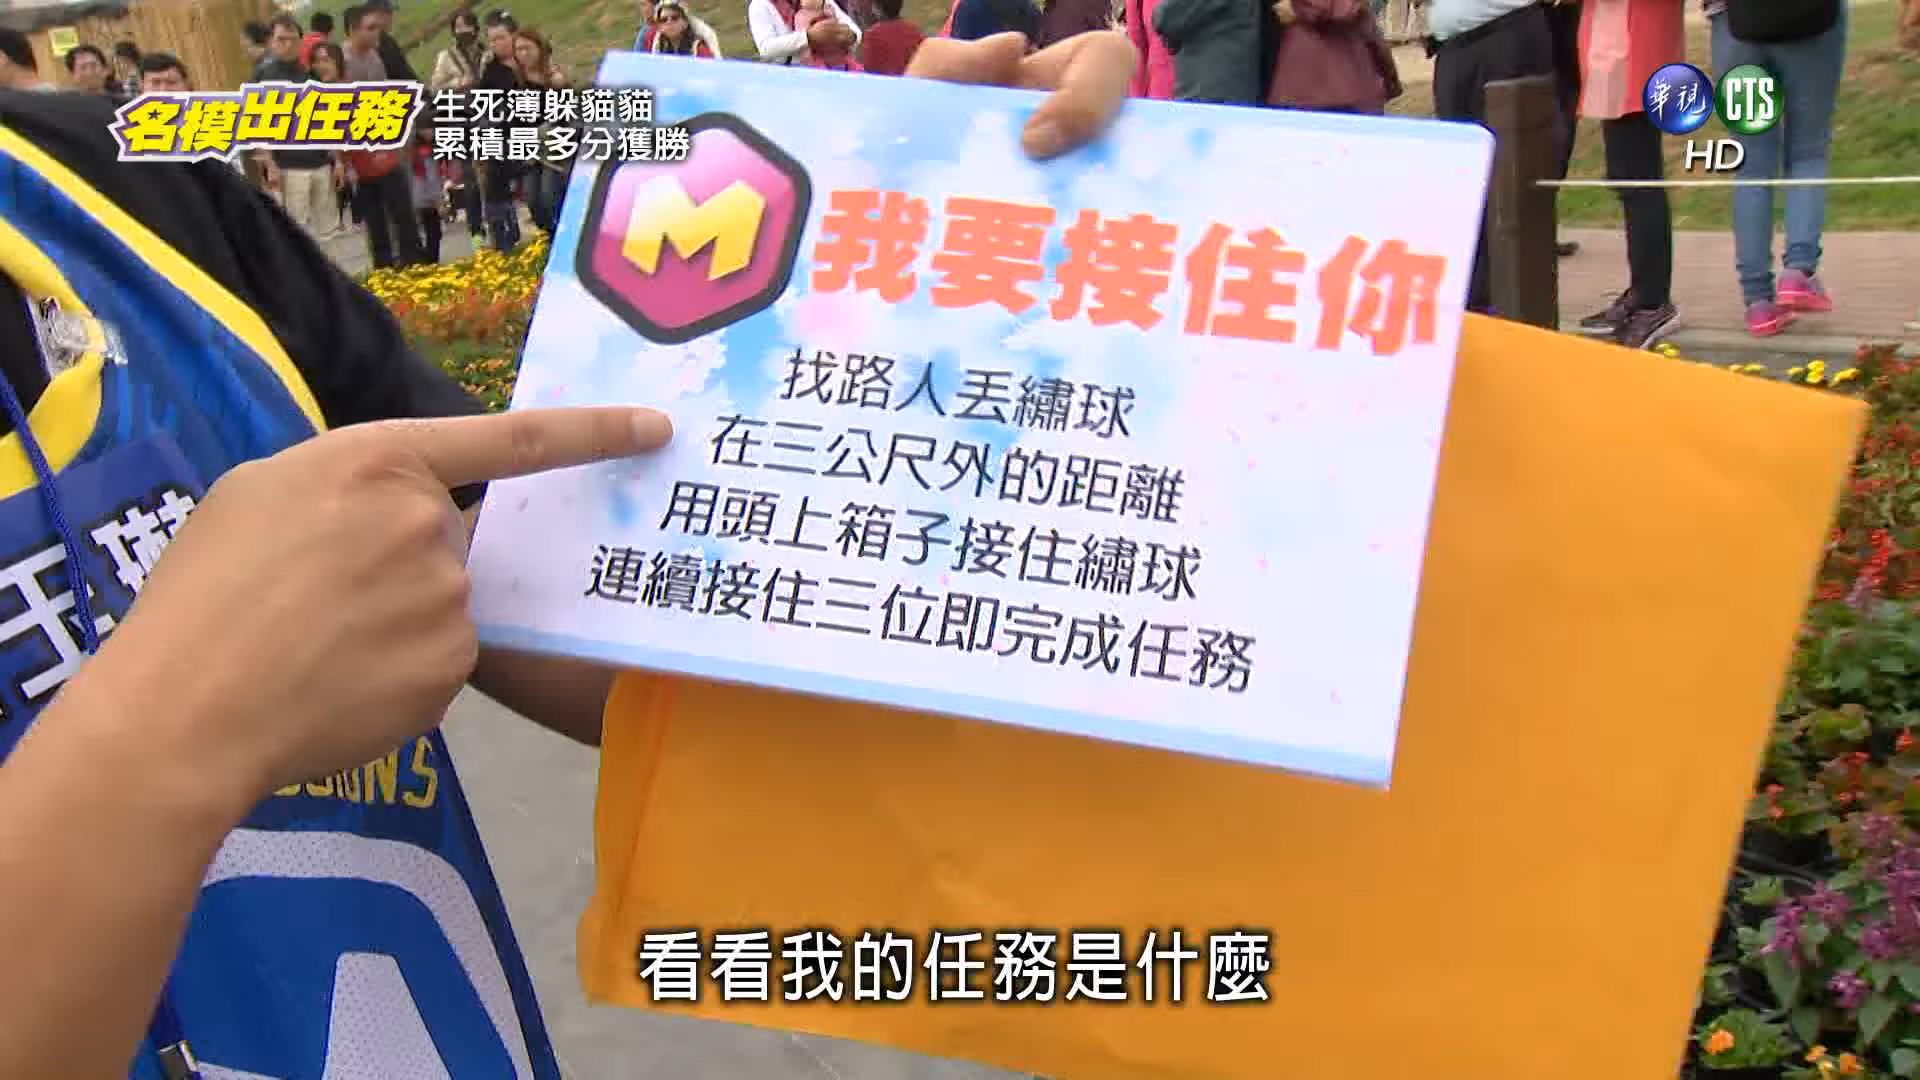 名模出任務
生死簿躲貓貓
累積最多分獲勝
華視 CTS
HD
M 我要接住你
找路人丟繡球
在三公尺外的距離
用頭上箱子接住繡球
連續接住三位即完成任務
王
看看我的任務是什麼